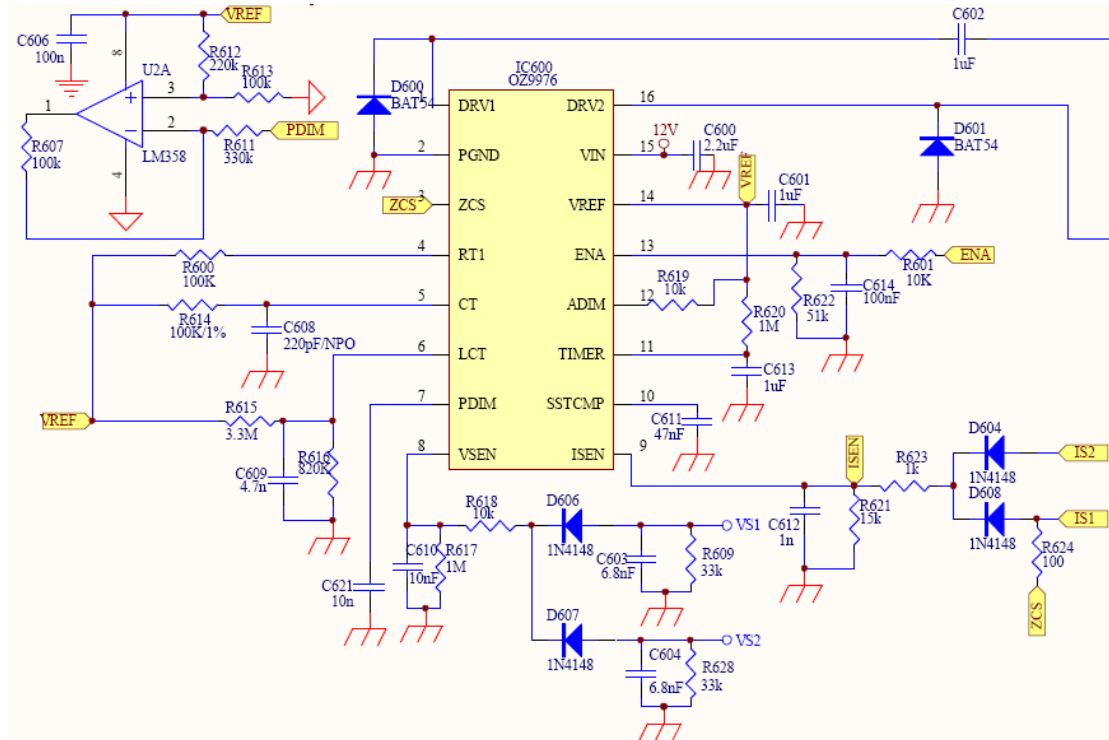 VREF
C606
100n
R612
220k
R613
100k
8
U2A
1
3
2
R607
100k
R611
330k
PDIM
LM358
4
C602
1uF
IC600
OZ9976
D600
BAT54
1
DRV1
DRV2
16
D601
BAT54
2
PGND
VIN
15
12V
C600
2.2uF
3
ZCS
ZCS
VREF
14
VREF
C601
1uF
4
RT1
ENA
13
R600
100K
R601
10K
ENA
R619
10k
R622
51k
C614
100nF
5
CT
ADIM
12
R614
100K/1%
C608
220pF/NPO
R620
1M
6
LCT
TIMER
11
C613
1uF
7
PDIM
SSTCMP
10
C611
47nF
VREF
R615
3.3M
8
VSEN
ISEN
9
C609
4.7n
R616
820K
ISEN
R623
1k
D604
1N4148
IS2
D608
1N4148
IS1
C612
1n
R621
15k
R624
100
ZCS
R618
10k
D606
1N4148
VS1
C610
10nF
R617
1M
C603
6.8nF
R609
33k
C621
10n
D607
1N4148
VS2
C604
6.8nF
R628
33k